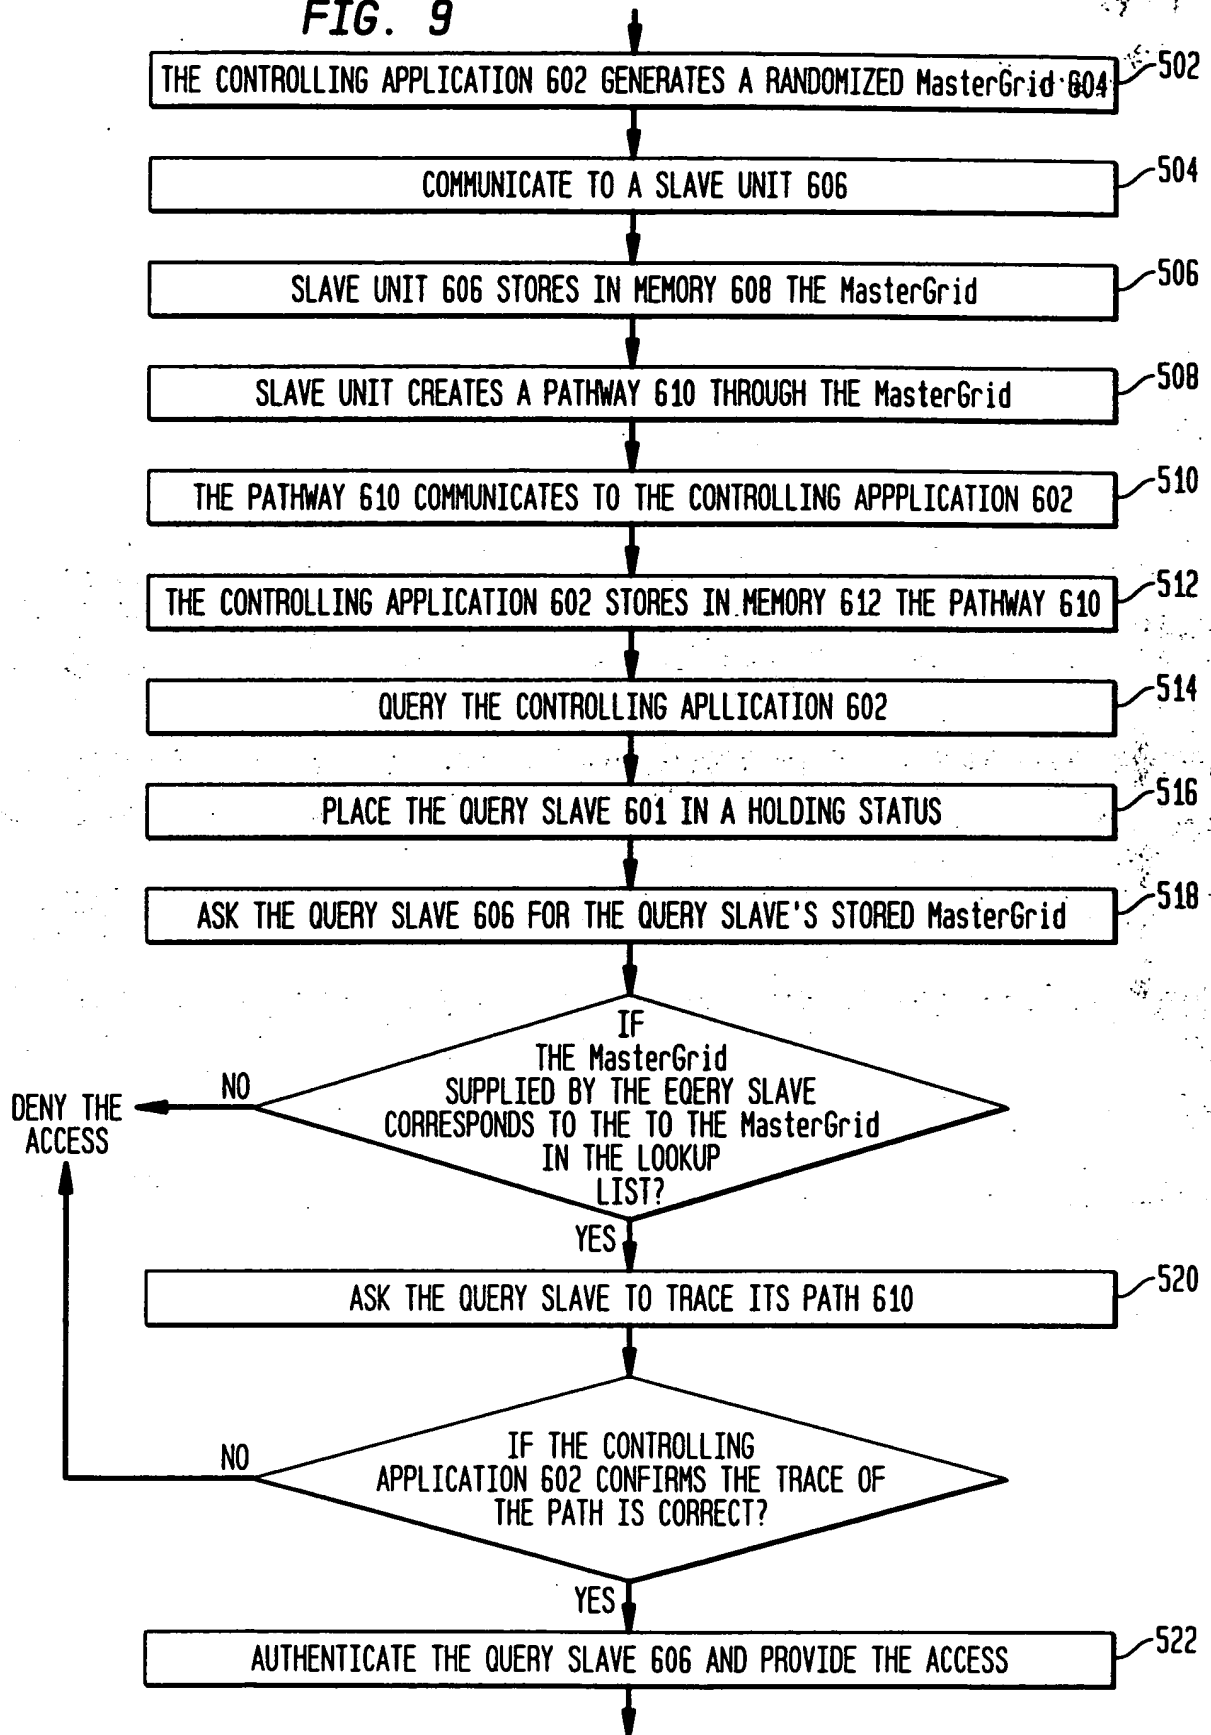 FIG. 9
THE CONTROLLING APPLICATION 602 GENERATES A RANDOMIZED MasterGrid 604
502
COMMUNICATE TO A SLAVE UNIT 606
504
SLAVE UNIT 606 STORES IN MEMORY 608 THE MasterGrid
506
SLAVE UNIT CREATES A PATHWAY 610 THROUGH THE MasterGrid
508
THE PATHWAY 610 COMMUNICATES TO THE CONTROLLING APPPLICATION 602
510
THE CONTROLLING APPLICATION 602 STORES IN MEMORY 612 THE PATHWAY 610
512
QUERY THE CONTROLLING APLLICATION 602
514
PLACE THE QUERY SLAVE 601 IN A HOLDING STATUS
516
ASK THE QUERY SLAVE 606 FOR THE QUERY SLAVE'S STORED MasterGrid
518
IF
THE MasterGrid
SUPPLIED BY THE EQERY SLAVE
CORRESPONDS TO THE TO THE MasterGrid
IN THE LOOKUP
LIST?
NO
DENY THE
ACCESS
YES
ASK THE QUERY SLAVE TO TRACE ITS PATH 610
520
IF THE CONTROLLING
APPLICATION 602 CONFIRMS THE TRACE OF
THE PATH IS CORRECT?
NO
YES
AUTHENTICATE THE QUERY SLAVE 606 AND PROVIDE THE ACCESS
522